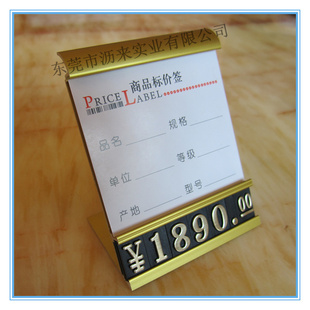 东莞市沥来实业有限公司
商品标价签
PRICE LABEL
品名 规格
单位 等级
产地 型号
¥1890.00